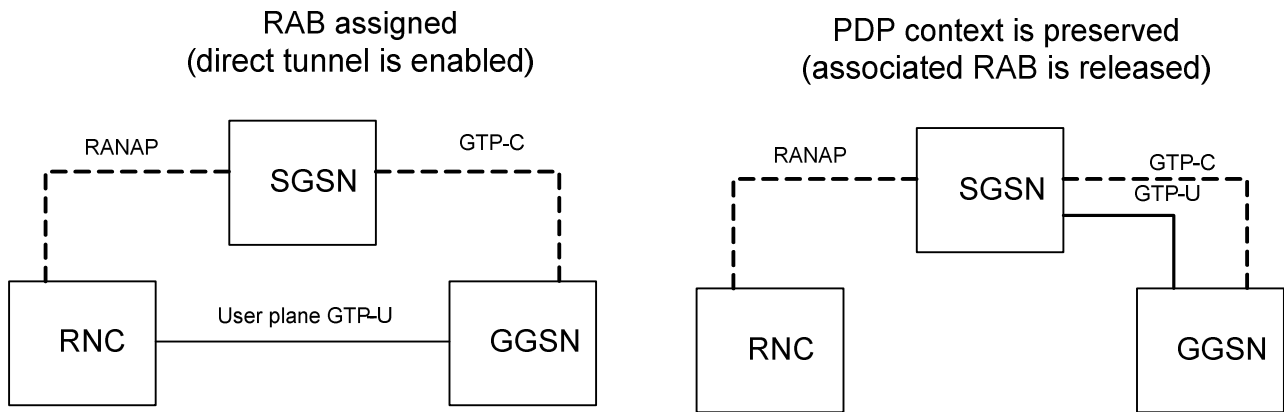 RAB assigned
(direct tunnel is enabled)
RANAP
GTP-C
SGSN
RNC
User plane GTP-U
GGSN
PDP context is preserved
(associated RAB is released)
RANAP
SGSN
GTP-C
GTP-U
RNC
GGSN